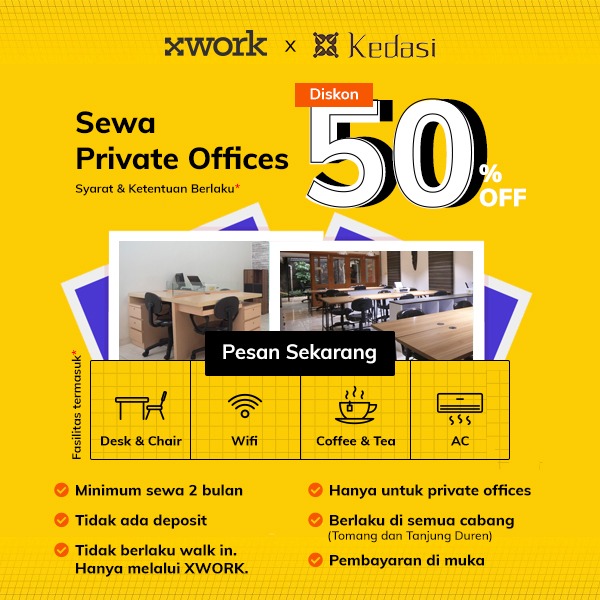 xwork x Kedasi
Diskon
50
%
OFF
Sewa
Private Offices
Syarat & Ketentuan Berlaku*
Pesan Sekarang
Fasilitas termasuk*
Desk & Chair
Wifi
Coffee & Tea
AC
Minimum sewa 2 bulan
Tidak ada deposit
Tidak berlaku walk in.
Hanya melalui XWORK.
Hanya untuk private offices
Berlaku di semua cabang
(Tomang dan Tanjung Duren)
Pembayaran di muka